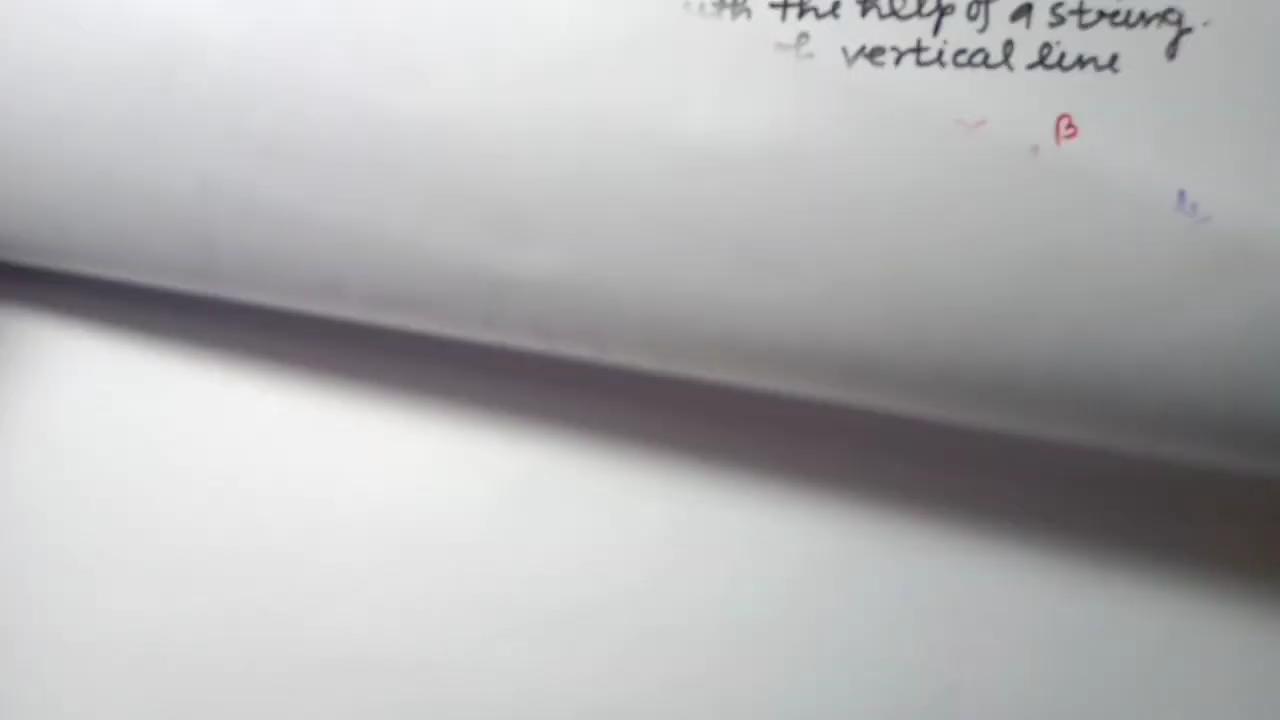 the help of a string.
vertical line
β